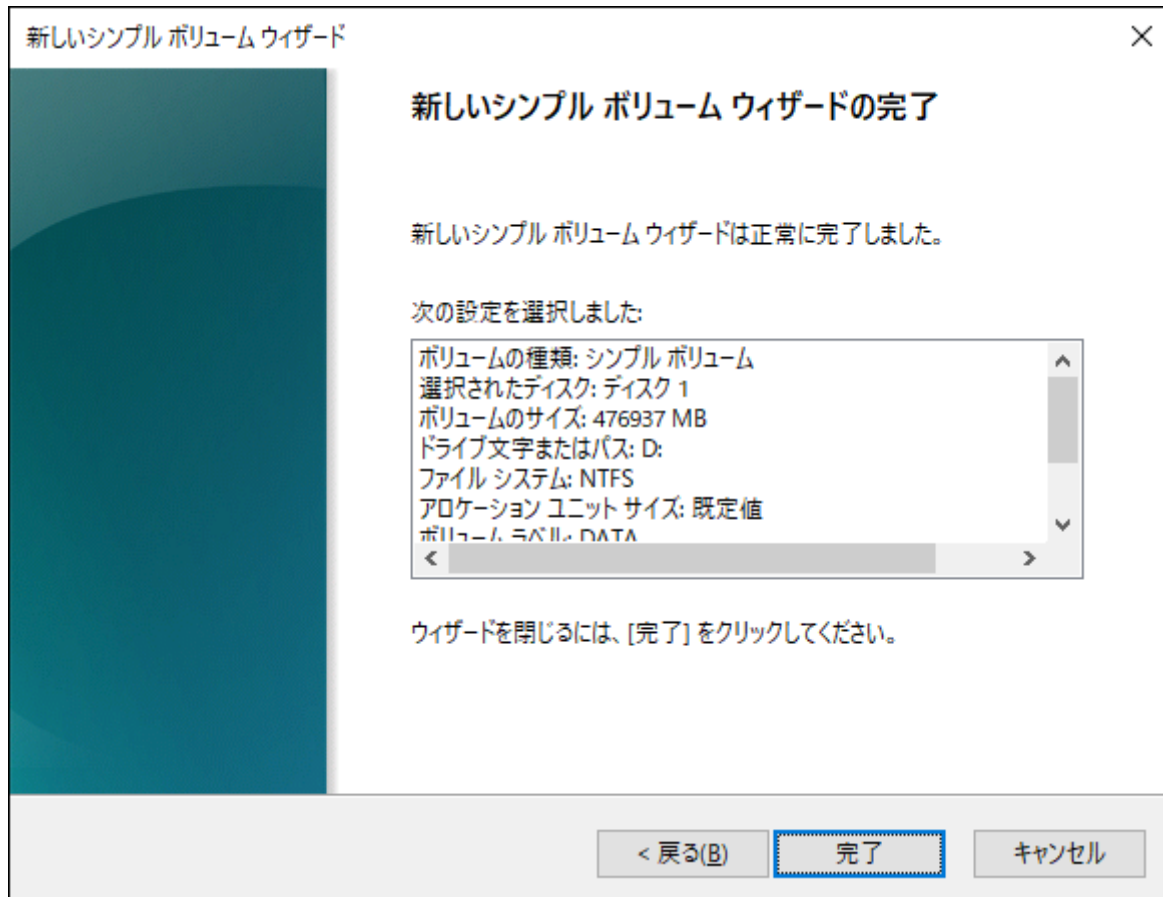 新しいシンプル ボリューム ウィザード
新しいシンプル ボリューム ウィザードの完了
新しいシンプル ボリューム ウィザードは正常に完了しました。
次の設定を選択しました:
ボリュームの種類: シンプル ボリューム
選択されたディスク: ディスク 1
ボリュームのサイズ: 476937 MB
ドライブ文字またはパス: D:
ファイル システム: NTFS
アロケーション ユニット サイズ: 既定値
ボリューム ラベル: DATA
ウィザードを閉じるには、[完了] をクリックしてください。
< 戻る(B)
完了
キャンセル